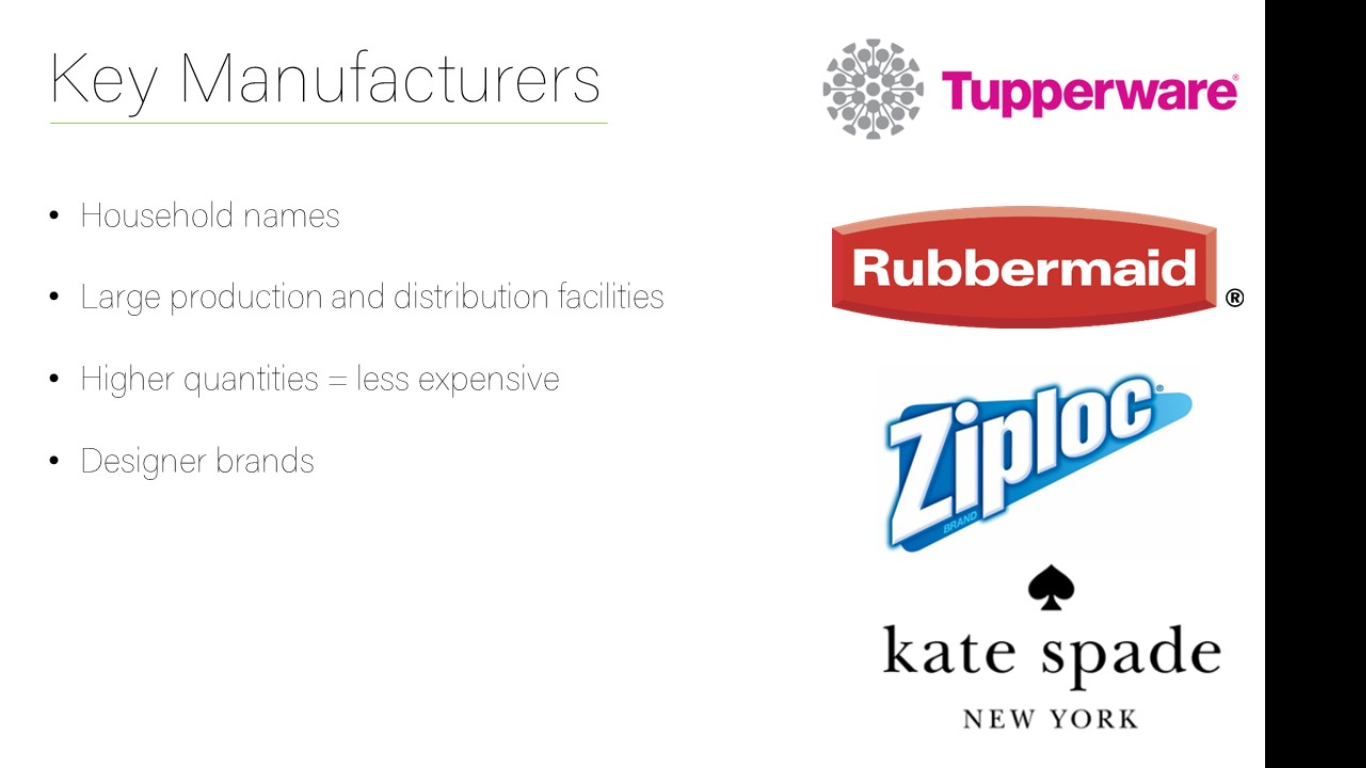 Key Manufacturers
• Household names
• Large production and distribution facilities
• Higher quantities = less expensive
• Designer brands
Tupperware®
Rubbermaid®
Ziploc®
BRAND
kate spade
NEW YORK